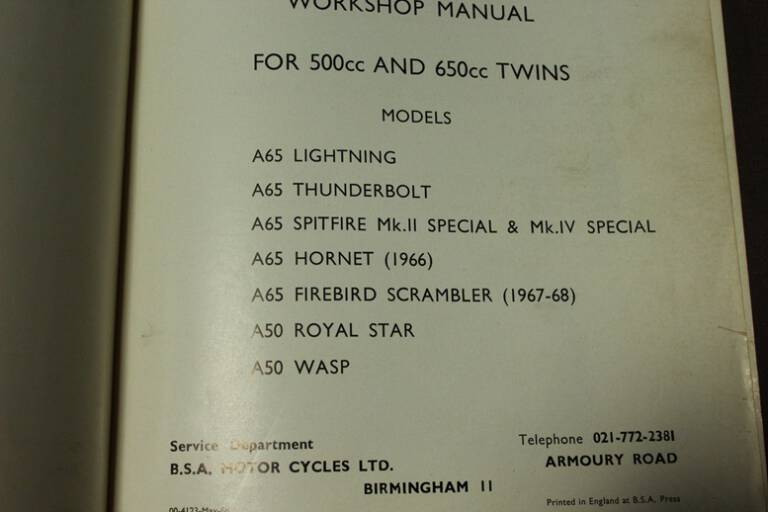 WORKSHOP MANUAL
FOR 500cc AND 650cc TWINS
MODELS
A65 LIGHTNING
A65 THUNDERBOLT
A65 SPITFIRE Mk.II SPECIAL & Mk.IV SPECIAL
A65 HORNET (1966)
A65 FIREBIRD SCRAMBLER (1967-68)
A50 ROYAL STAR
A50 WASP
Service Department
B.S.A. MOTOR CYCLES LTD.
BIRMINGHAM 11
Telephone 021-772-2381
ARMOURY ROAD
Printed in England at B.S.A. Press